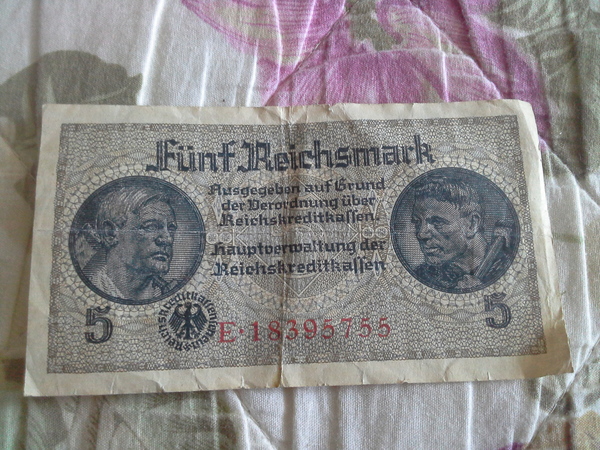 Fünf Reichsmark
Ausgegeben auf Grund
der Verordnung über
Reichskreditkassen.
Hauptverwaltung der
Reichskreditkassen
5
5
E·18395755